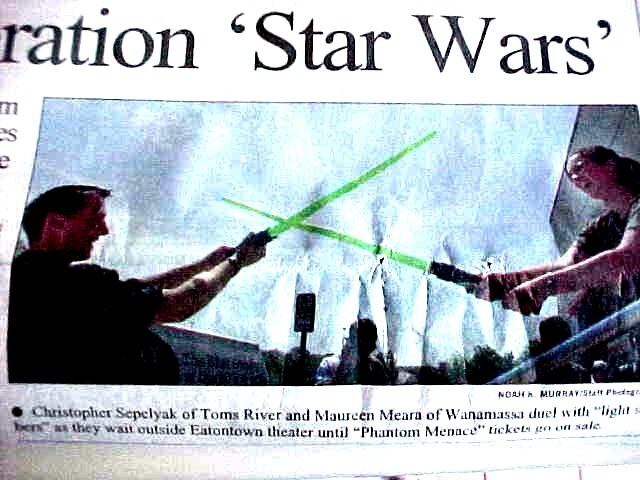 ration ‘Star Wars’
m
es
e
NOAH K. MURRAY/Staff Photogr
● Christopher Sepelyak of Toms River and Maureen Meara of Wanamassa duel with “light s
bers” as they wait outside Eatontown theater until “Phantom Menace” tickets go on sale.